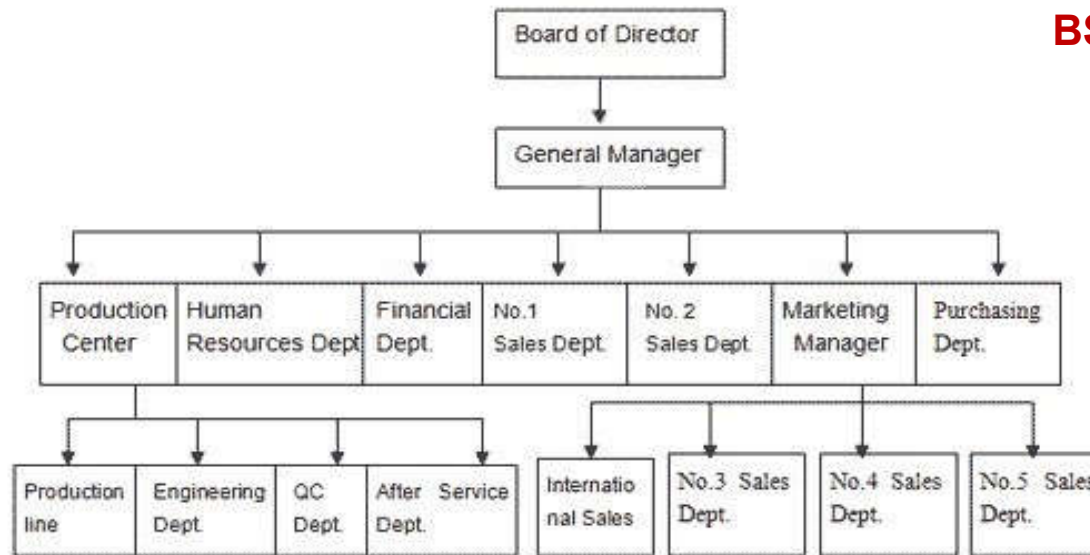 BS
Board of Director
General Manager
Production
Center
Human
Resources Dept
Financial
Dept.
No.1
Sales Dept.
No. 2
Sales Dept.
Marketing
Manager
Purchasing
Dept.
Production
line
Engineering
Dept.
QC
Dept.
After Service
Dept.
Internatio
nal Sales
No.3 Sales
Dept.
No.4 Sales
Dept.
No.5 Sales
Dept.